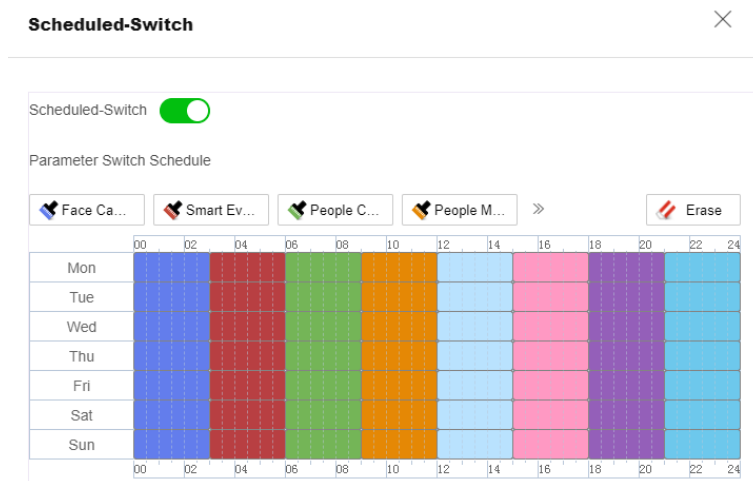 Scheduled-Switch
Scheduled-Switch
Parameter Switch Schedule
Face Ca... Smart Ev... People C... People M... Erase
00 02 04 06 08 10 12 14 16 18 20 22 24
Mon
Tue
Wed
Thu
Fri
Sat
Sun
00 02 04 06 08 10 12 14 16 18 20 22 24